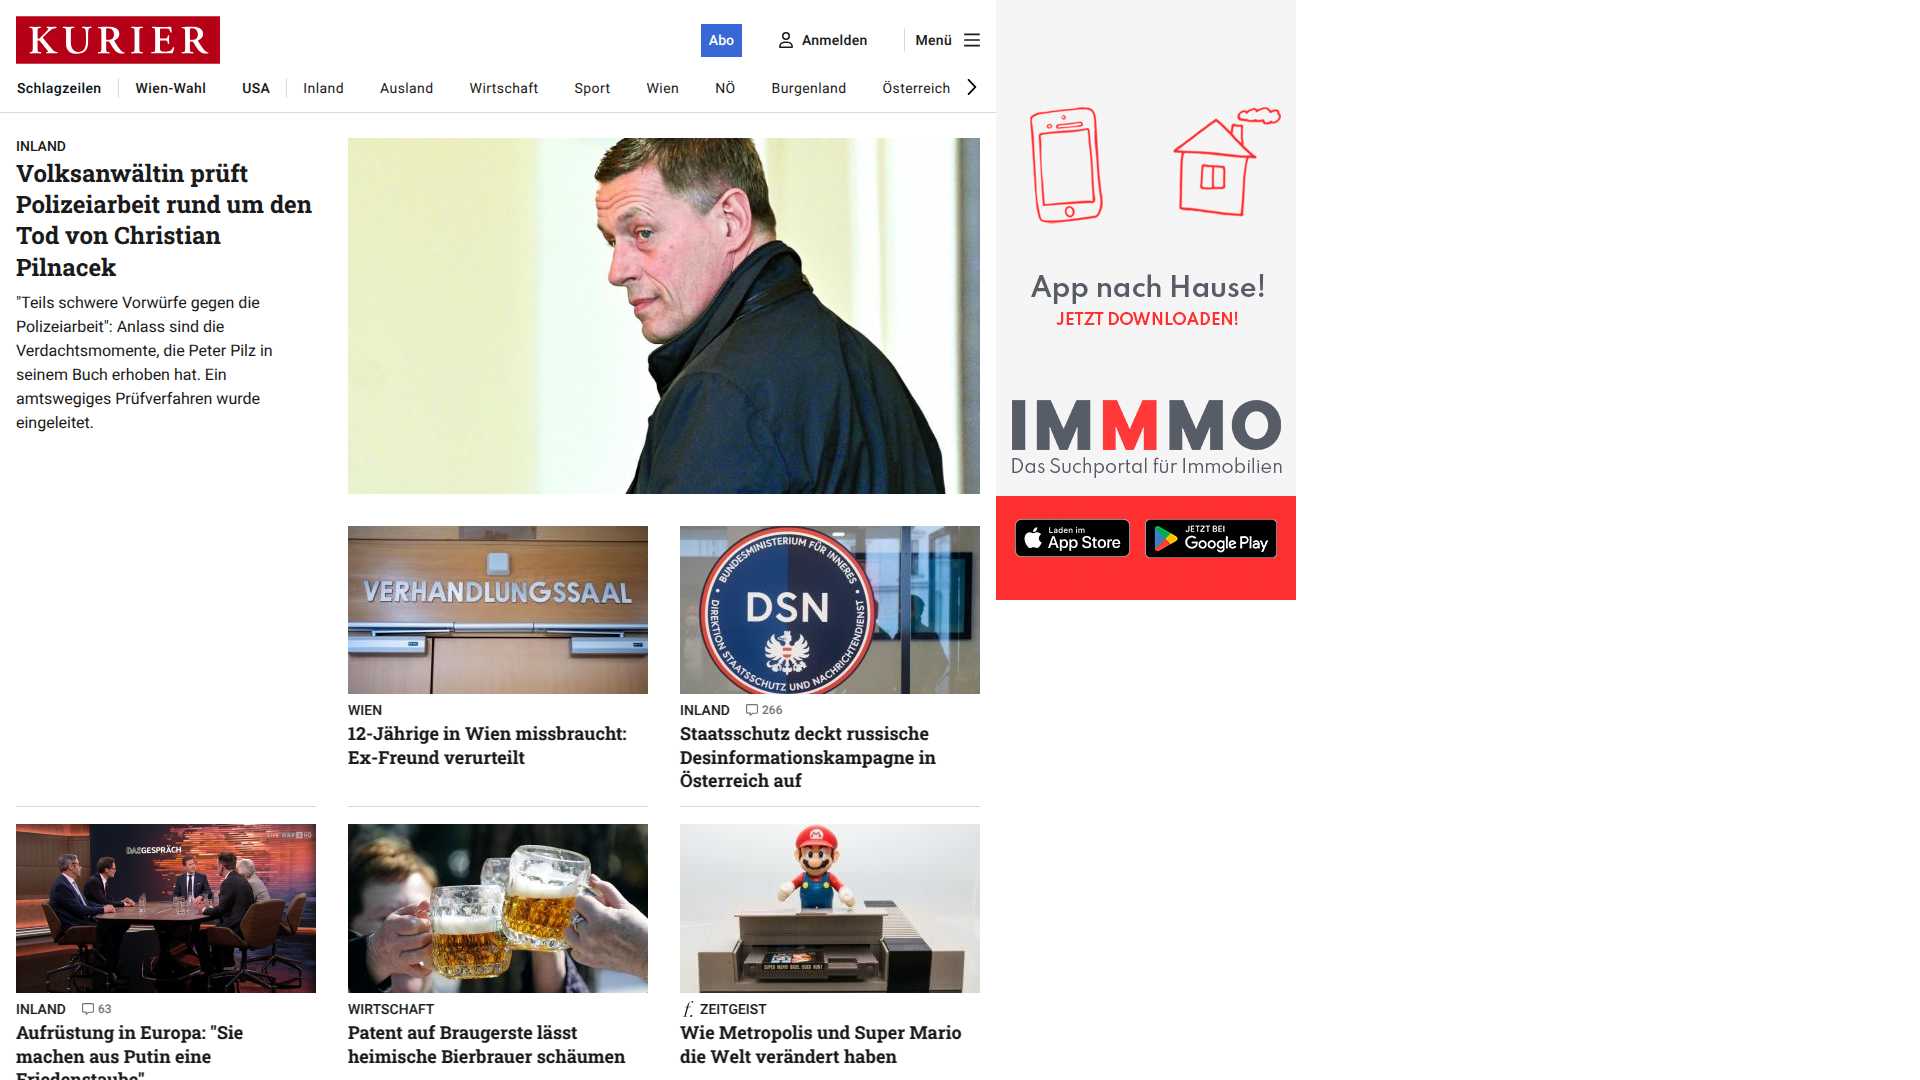 KURIER
Abo
Anmelden
Menü
Schlagzeilen
Wien-Wahl
USA
Inland
Ausland
Wirtschaft
Sport
Wien
NÖ
Burgenland
Österreich
INLAND
Volksanwältin prüft
Polizeiarbeit rund um den
Tod von Christian
Pilnacek
"Teils schwere Vorwürfe gegen die
Polizeiarbeit": Anlass sind die
Verdachtsmomente, die Peter Pilz in
seinem Buch erhoben hat. Ein
amtswegiges Prüfverfahren wurde
eingeleitet.
App nach Hause!
JETZT DOWNLOADEN!
IMMMO
Das Suchportal für Immobilien
Laden im
App Store
JETZT BEI
Google Play
VERHANDLUNGSSAAL
WIEN
12-Jährige in Wien missbraucht:
Ex-Freund verurteilt
BUNDESMINISTERIUM FÜR INNERES
DSN
DIREKTION STAATSSCHUTZ UND NACHRICHTENDIENST
INLAND 266
Staatsschutz deckt russische
Desinformationskampagne in
Österreich auf
DAS GESPRÄCH
INLAND 63
Aufrüstung in Europa: "Sie
machen aus Putin eine
Friedenstaube"
WIRTSCHAFT
Patent auf Braugerste lässt
heimische Bierbrauer schäumen
f. ZEITGEIST
Wie Metropolis und Super Mario
die Welt verändert haben